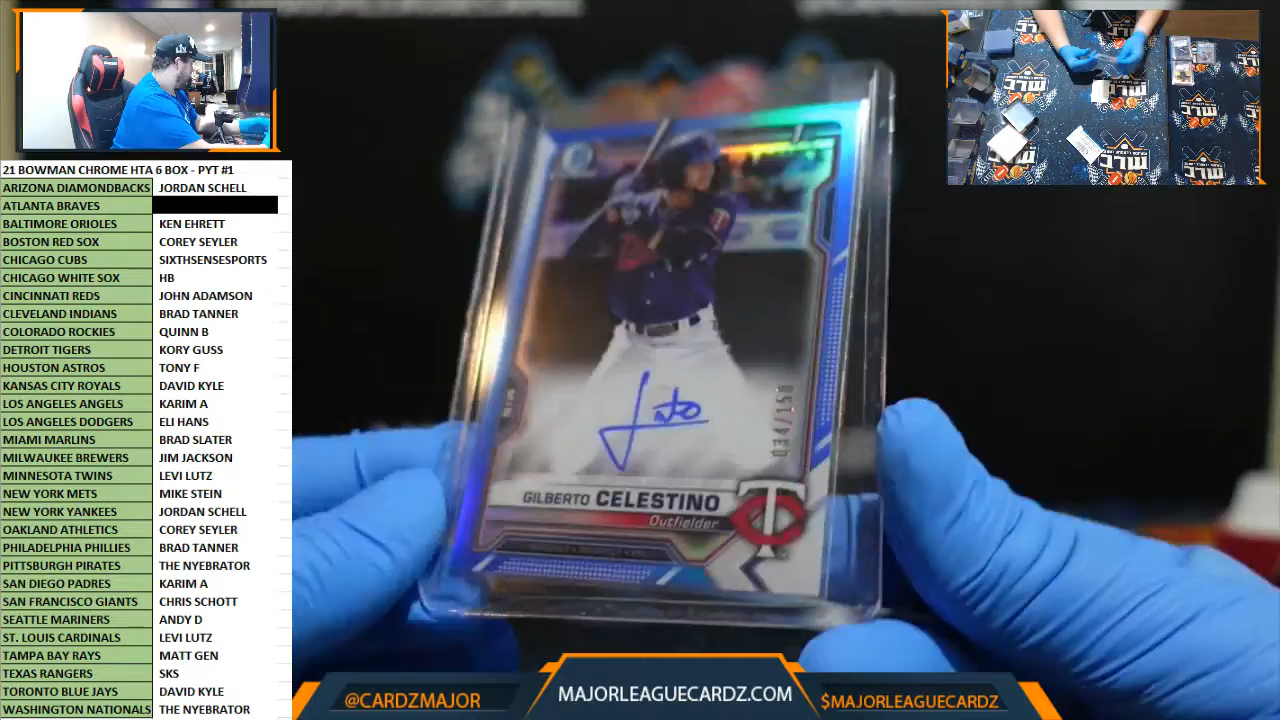 21 BOWMAN CHROME HTA 6 BOX - PYT #1
ARIZONA DIAMONDBACKS JORDAN SCHELL
ATLANTA BRAVES
BALTIMORE ORIOLES KEN EHRETT
BOSTON RED SOX COREY SEYLER
CHICAGO CUBS SIXTHSENSESPORTS
CHICAGO WHITE SOX HB
CINCINNATI REDS JOHN ADAMSON
CLEVELAND INDIANS BRAD TANNER
COLORADO ROCKIES QUINN B
DETROIT TIGERS KORY GUSS
HOUSTON ASTROS TONY F
KANSAS CITY ROYALS DAVID KYLE
LOS ANGELES ANGELS KARIM A
LOS ANGELES DODGERS ELI HANS
MIAMI MARLINS BRAD SLATER
MILWAUKEE BREWERS JIM JACKSON
MINNESOTA TWINS LEVI LUTZ
NEW YORK METS MIKE STEIN
NEW YORK YANKEES JORDAN SCHELL
OAKLAND ATHLETICS COREY SEYLER
PHILADELPHIA PHILLIES BRAD TANNER
PITTSBURGH PIRATES THE NYEBRATOR
SAN DIEGO PADRES KARIM A
SAN FRANCISCO GIANTS CHRIS SCHOTT
SEATTLE MARINERS ANDY D
ST. LOUIS CARDINALS LEVI LUTZ
TAMPA BAY RAYS MATT GEN
TEXAS RANGERS SKS
TORONTO BLUE JAYS DAVID KYLE
WASHINGTON NATIONALS THE NYEBRATOR
034/150
GILBERTO CELESTINO
Outfielder
TC
MLC
MLC
MLC
MLC
MLC
@CARDZMAJOR
MAJORLEAGUECARDZ.COM
$MAJORLEAGUECARDZ